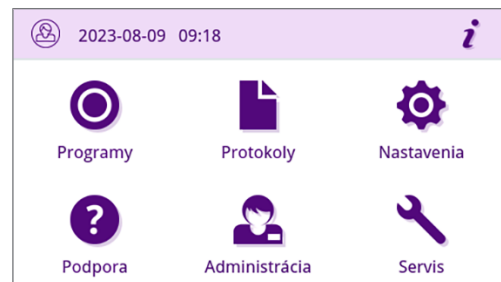 2023-08-09 09:18 i
Programy Protokoly Nastavenia
? 
Podpora Administrácia Servis